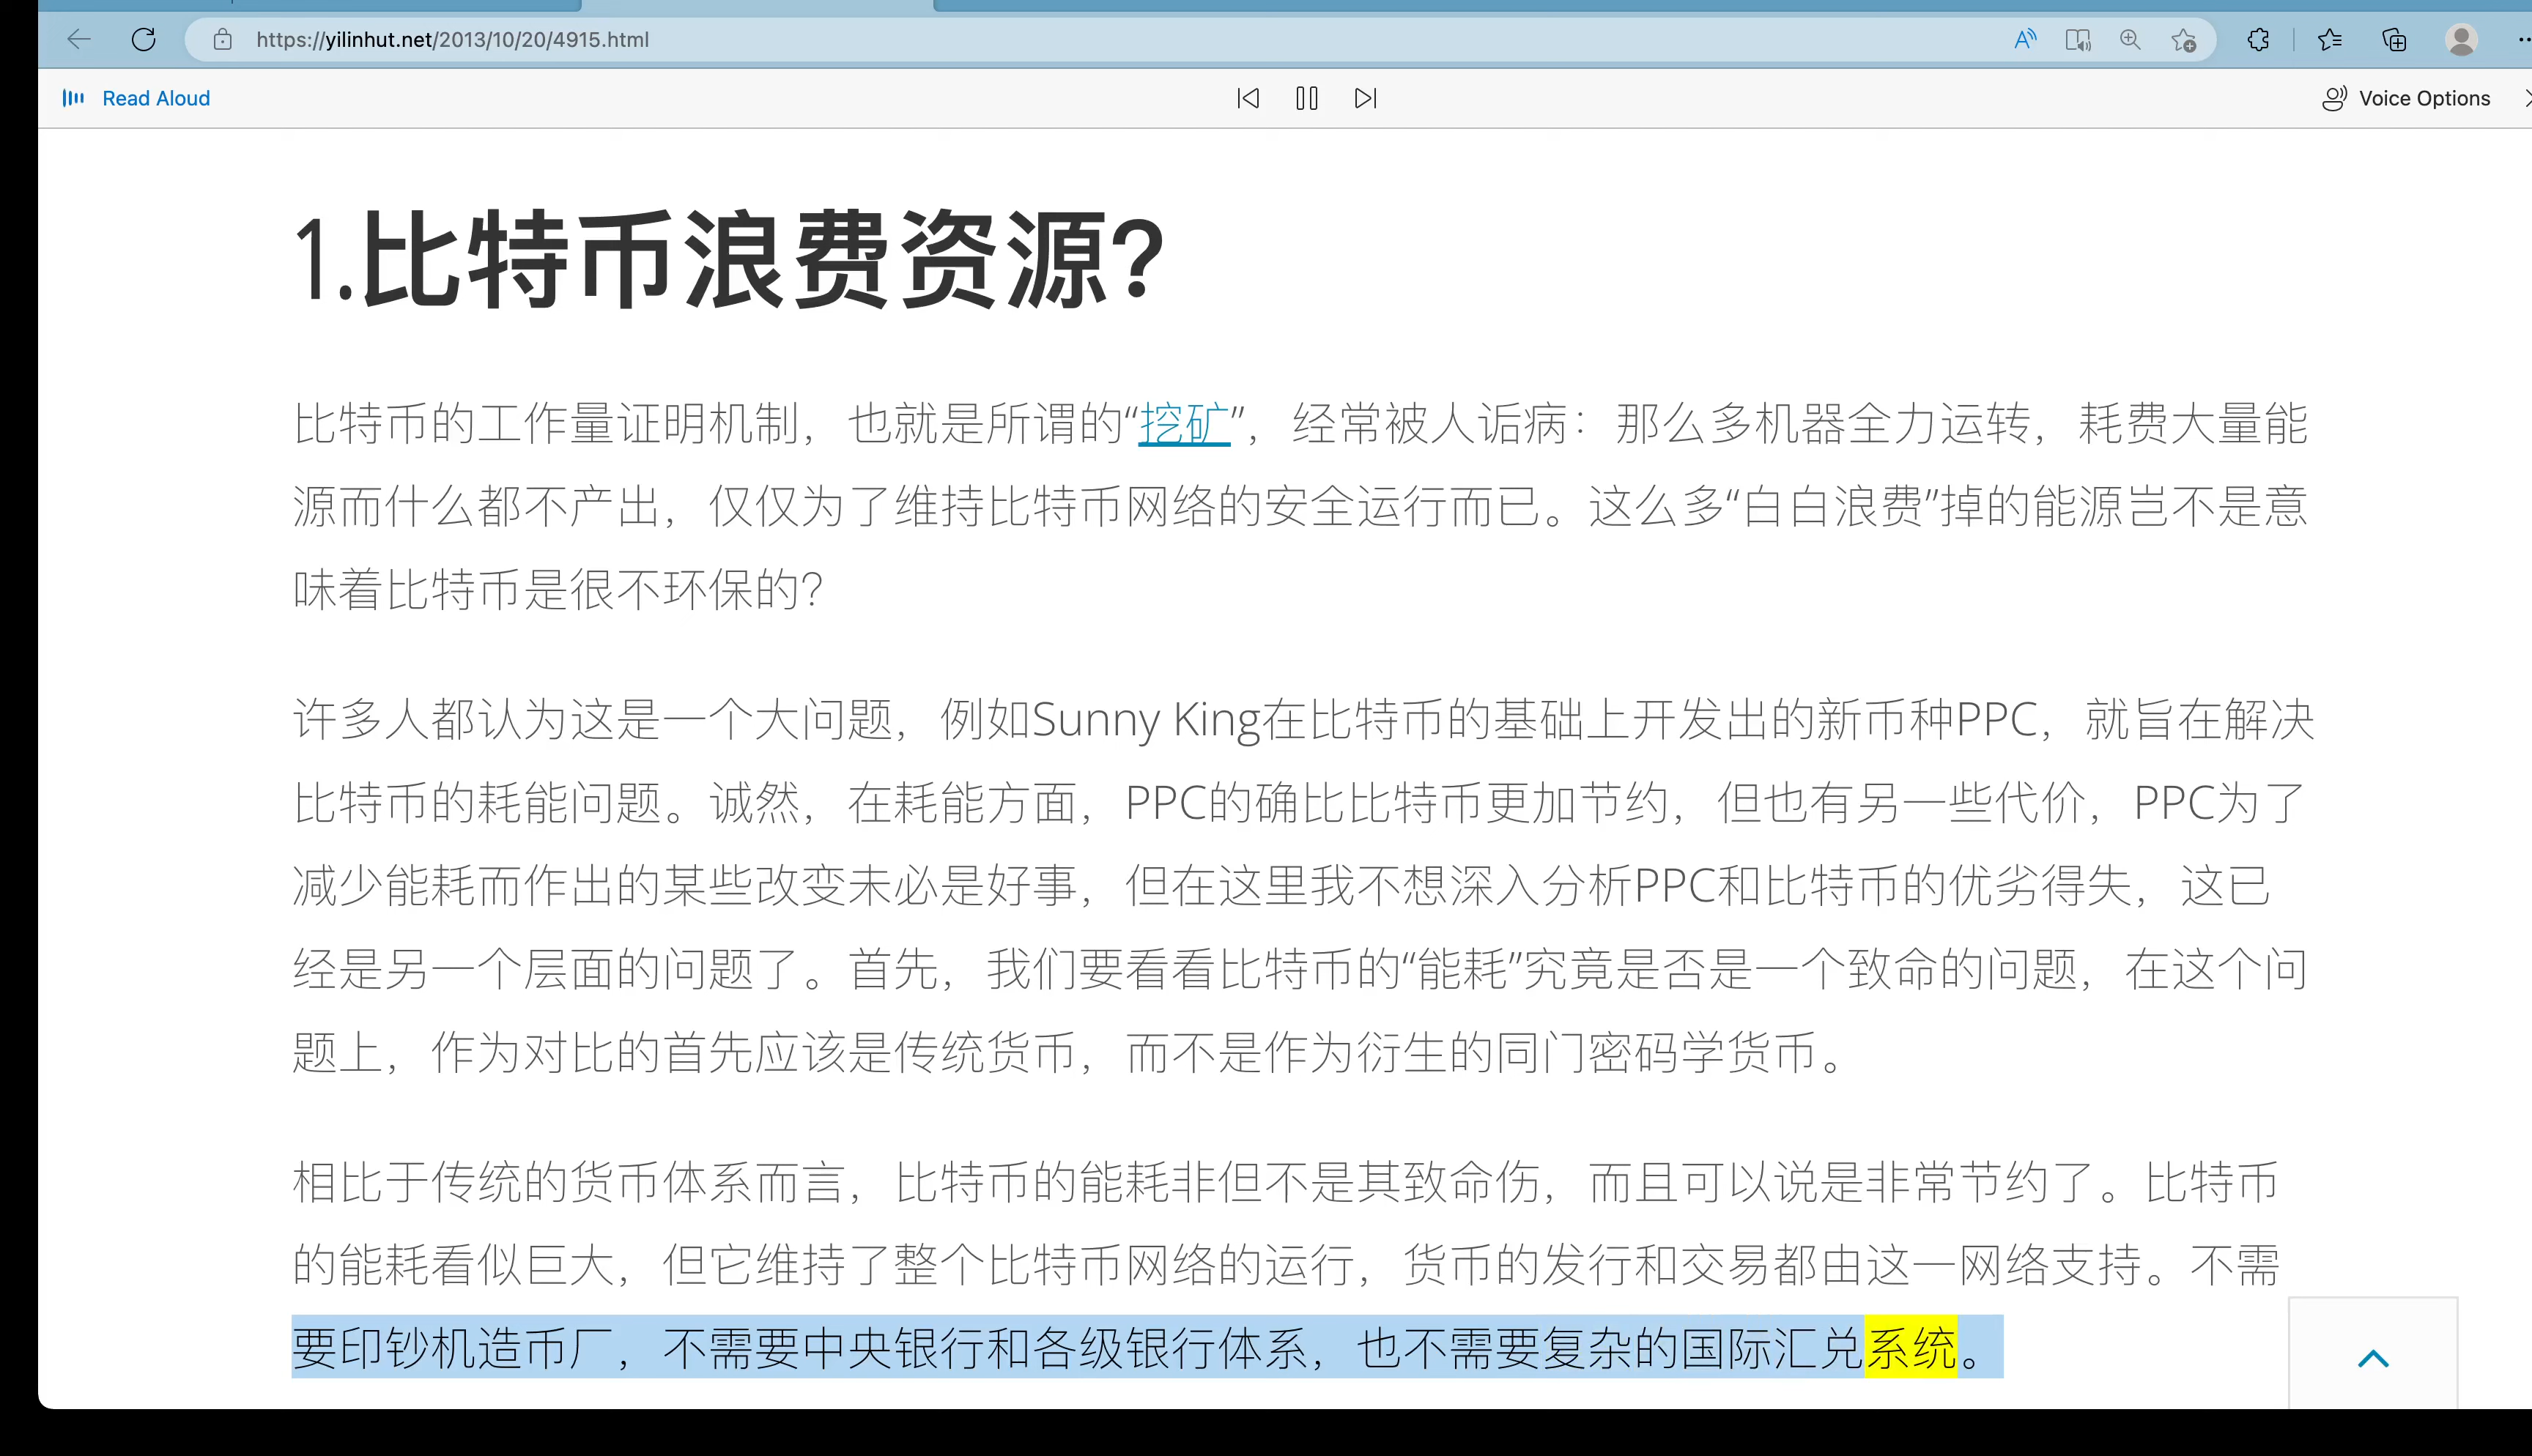 https://yilinhut.net/2013/10/20/4915.html
Read Aloud
Voice Options
1.比特币浪费资源?
比特币的工作量证明机制，也就是所谓的“挖矿”，经常被人诟病：那么多机器全力运转，耗费大量能
源而什么都不产出，仅仅为了维持比特币网络的安全运行而已。这么多“白白浪费”掉的能源岂不是意
味着比特币是很不环保的?
许多人都认为这是一个大问题，例如Sunny King在比特币的基础上开发出的新币种PPC，就旨在解决
比特币的耗能问题。诚然，在耗能方面，PPC的确比比特币更加节约，但也有另一些代价，PPC为了
减少能耗而作出的某些改变未必是好事，但在这里我不想深入分析PPC和比特币的优劣得失，这已
经是另一个层面的问题了。首先，我们要看看比特币的“能耗”究竟是否是一个致命的问题，在这个问
题上，作为对比的首先应该是传统货币，而不是作为衍生的同门密码学货币。
相比于传统的货币体系而言，比特币的能耗非但不是其致命伤，而且可以说是非常节约了。比特币
的能耗看似巨大，但它维持了整个比特币网络的运行，货币的发行和交易都由这一网络支持。不需
要印钞机造币厂，不需要中央银行和各级银行体系，也不需要复杂的国际汇兑系统。